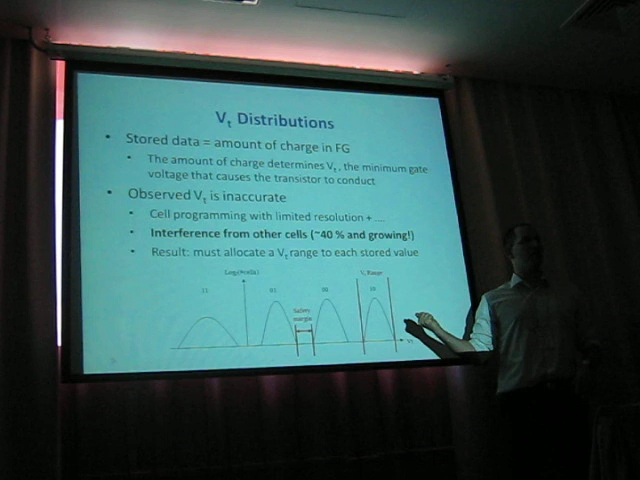 Vt Distributions
• Stored data = amount of charge in FG
• The amount of charge determines Vt, the minimum gate
voltage that causes the transistor to conduct
• Observed Vt is inaccurate
• Cell programming with limited resolution + ....
• Interference from other cells (~40 % and growing!)
• Result: must allocate a Vt range to each stored value
Log(#cells)
Vt Range
11
01
00
10
Safety
margin